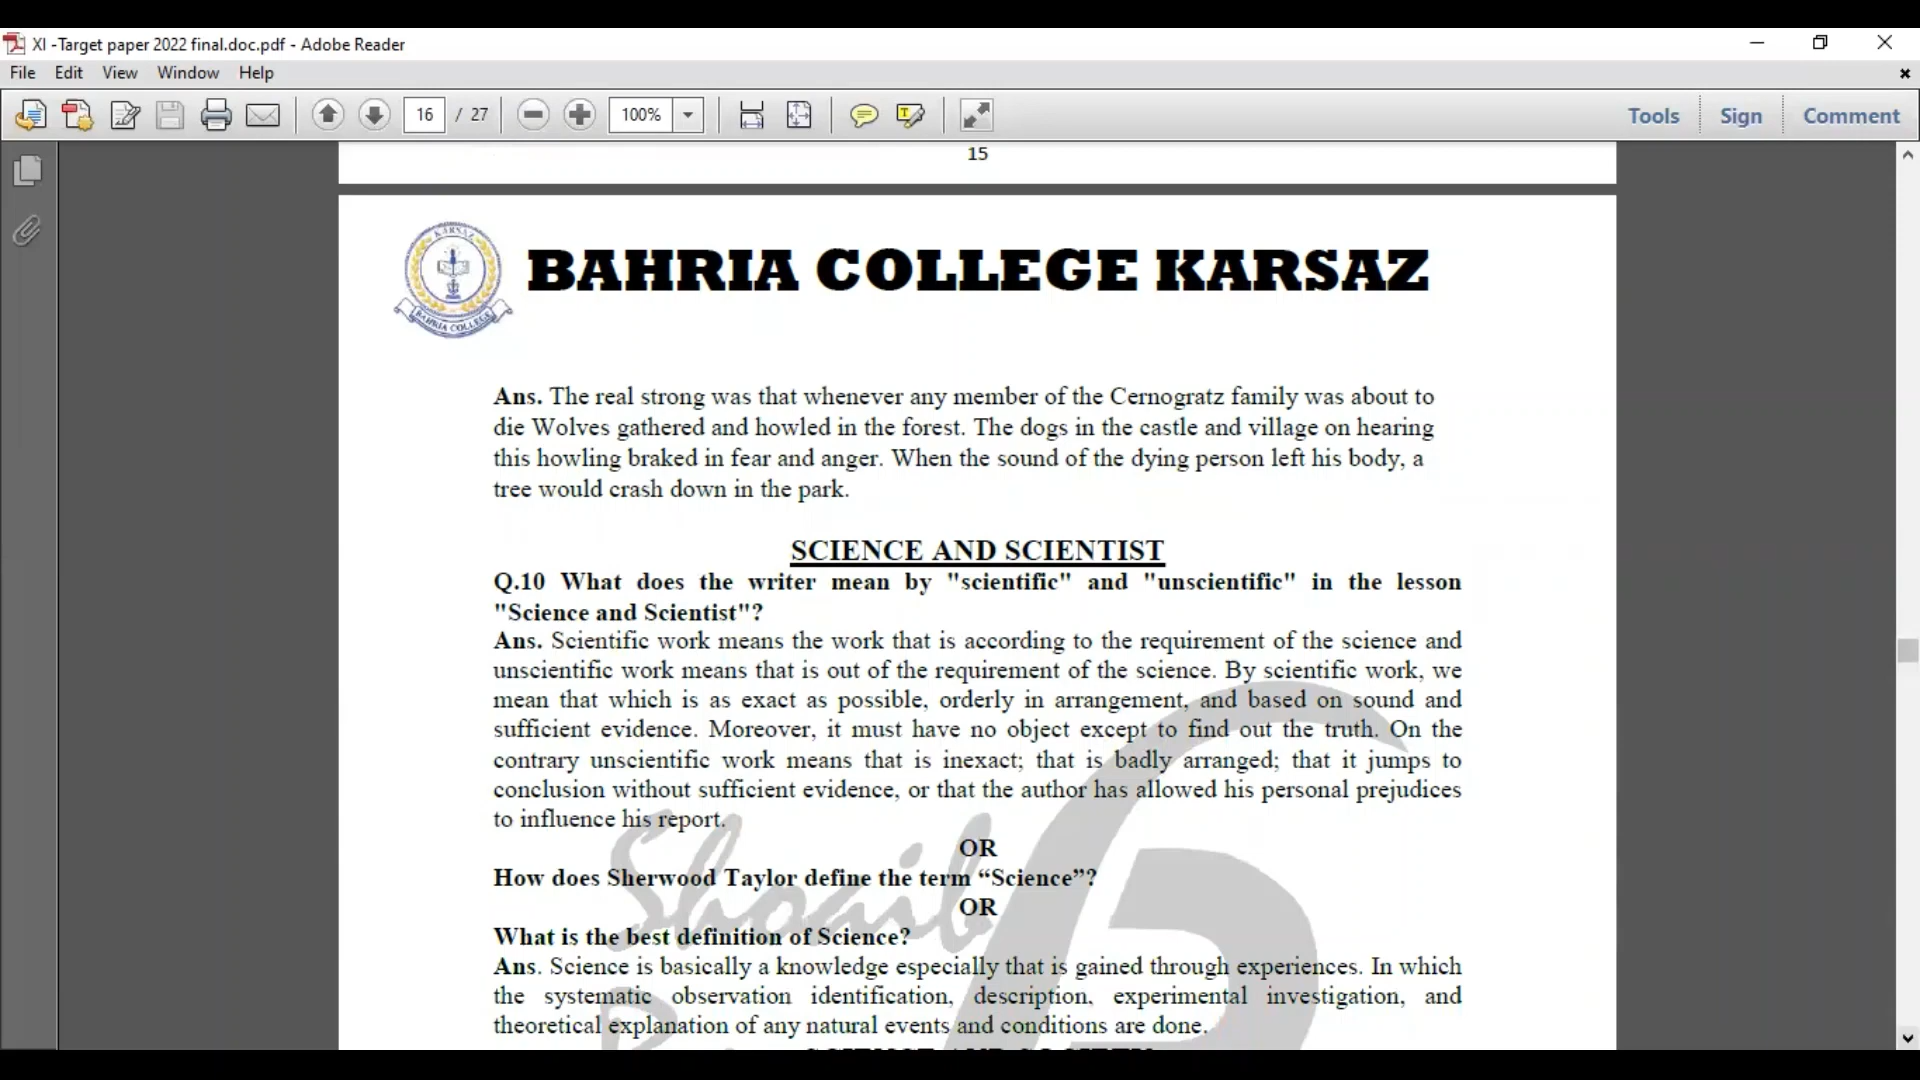 XI -Target paper 2022 final.doc.pdf - Adobe Reader
File Edit View Window Help
16 / 27 100% Tools Sign Comment
15
KARSAZ
BAHRIA COLLEGE
BAHRIA COLLEGE KARSAZ
Ans. The real strong was that whenever any member of the Cernogratz family was about to
die Wolves gathered and howled in the forest. The dogs in the castle and village on hearing
this howling braked in fear and anger. When the sound of the dying person left his body, a
tree would crash down in the park.
SCIENCE AND SCIENTIST
Q.10 What does the writer mean by "scientific" and "unscientific" in the lesson
"Science and Scientist"?
Ans. Scientific work means the work that is according to the requirement of the science and
unscientific work means that is out of the requirement of the science. By scientific work, we
mean that which is as exact as possible, orderly in arrangement, and based on sound and
sufficient evidence. Moreover, it must have no object except to find out the truth. On the
contrary unscientific work means that is inexact; that is badly arranged; that it jumps to
conclusion without sufficient evidence, or that the author has allowed his personal prejudices
to influence his report.
OR
How does Sherwood Taylor define the term “Science”?
OR
What is the best definition of Science?
Ans. Science is basically a knowledge especially that is gained through experiences. In which
the systematic observation identification, description, experimental investigation, and
theoretical explanation of any natural events and conditions are done.
Shoaib